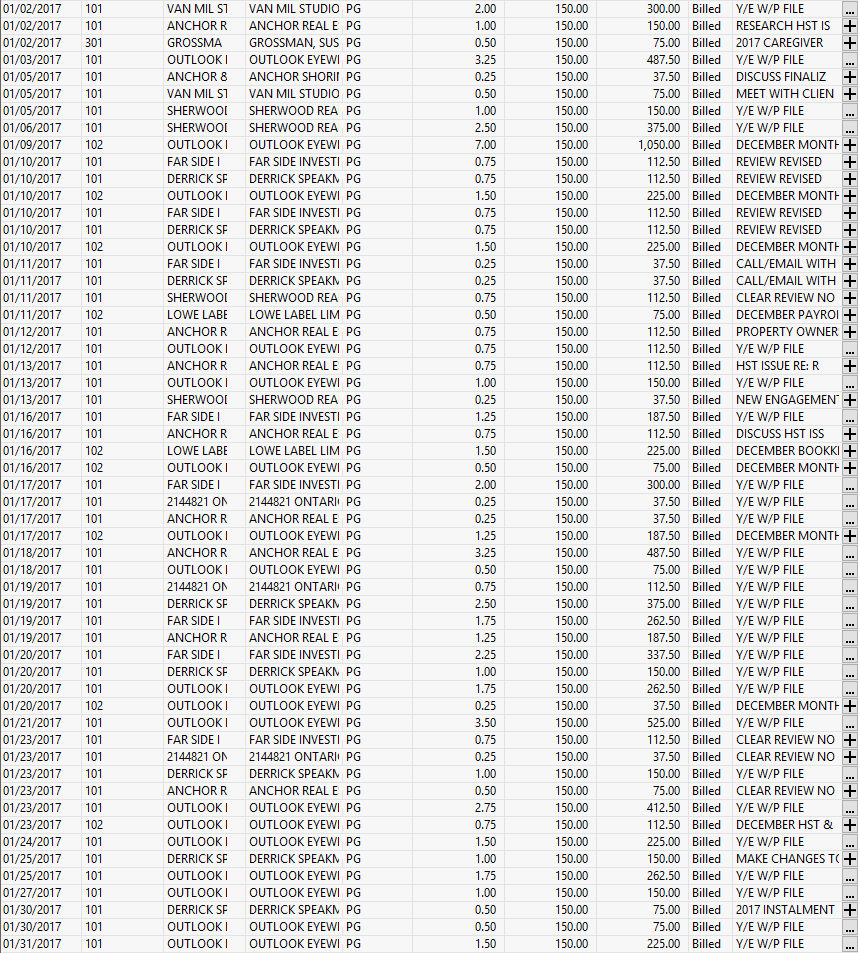 01/02/2017 101 VAN MIL ST VAN MIL STUDIO PG 2.00 150.00 300.00 Billed Y/E W/P FILE ...
01/02/2017 101 ANCHOR R ANCHOR REAL E PG 1.00 150.00 150.00 Billed RESEARCH HST IS +
01/02/2017 301 GROSSMA GROSSMAN, SUS PG 0.50 150.00 75.00 Billed 2017 CAREGIVER +
01/03/2017 101 OUTLOOK I OUTLOOK EYEWI PG 3.25 150.00 487.50 Billed Y/E W/P FILE ...
01/05/2017 101 ANCHOR & ANCHOR SHORIN PG 0.25 150.00 37.50 Billed DISCUSS FINALIZ +
01/05/2017 101 VAN MIL ST VAN MIL STUDIO PG 0.50 150.00 75.00 Billed MEET WITH CLIEN +
01/05/2017 101 SHERWOOD SHERWOOD REA PG 1.00 150.00 150.00 Billed Y/E W/P FILE ...
01/06/2017 101 SHERWOOD SHERWOOD REA PG 2.50 150.00 375.00 Billed Y/E W/P FILE ...
01/09/2017 102 OUTLOOK I OUTLOOK EYEWI PG 7.00 150.00 1,050.00 Billed DECEMBER MONTH +
01/10/2017 101 FAR SIDE I FAR SIDE INVESTI PG 0.75 150.00 112.50 Billed REVIEW REVISED +
01/10/2017 101 DERRICK SP DERRICK SPEAKM PG 0.75 150.00 112.50 Billed REVIEW REVISED +
01/10/2017 102 OUTLOOK I OUTLOOK EYEWI PG 1.50 150.00 225.00 Billed DECEMBER MONTH +
01/10/2017 101 FAR SIDE I FAR SIDE INVESTI PG 0.75 150.00 112.50 Billed REVIEW REVISED +
01/10/2017 101 DERRICK SP DERRICK SPEAKM PG 0.75 150.00 112.50 Billed REVIEW REVISED +
01/10/2017 102 OUTLOOK I OUTLOOK EYEWI PG 1.50 150.00 225.00 Billed DECEMBER MONTH +
01/11/2017 101 FAR SIDE I FAR SIDE INVESTI PG 0.25 150.00 37.50 Billed CALL/EMAIL WITH +
01/11/2017 101 DERRICK SP DERRICK SPEAKM PG 0.25 150.00 37.50 Billed CALL/EMAIL WITH +
01/11/2017 101 SHERWOOD SHERWOOD REA PG 0.75 150.00 112.50 Billed CLEAR REVIEW NO +
01/11/2017 102 LOWE LABE LOWE LABEL LIM PG 0.50 150.00 75.00 Billed DECEMBER PAYROI +
01/12/2017 101 ANCHOR R ANCHOR REAL E PG 0.75 150.00 112.50 Billed PROPERTY OWNER +
01/12/2017 101 OUTLOOK I OUTLOOK EYEWI PG 0.75 150.00 112.50 Billed Y/E W/P FILE ...
01/13/2017 101 ANCHOR R ANCHOR REAL E PG 0.75 150.00 112.50 Billed HST ISSUE RE: R +
01/13/2017 101 OUTLOOK I OUTLOOK EYEWI PG 1.00 150.00 150.00 Billed Y/E W/P FILE ...
01/13/2017 101 SHERWOOD SHERWOOD REA PG 0.25 150.00 37.50 Billed NEW ENGAGEMENT +
01/16/2017 101 FAR SIDE I FAR SIDE INVESTI PG 1.25 150.00 187.50 Billed Y/E W/P FILE ...
01/16/2017 101 ANCHOR R ANCHOR REAL E PG 0.75 150.00 112.50 Billed DISCUSS HST ISS +
01/16/2017 102 LOWE LABE LOWE LABEL LIM PG 1.50 150.00 225.00 Billed DECEMBER BOOKKI +
01/16/2017 102 OUTLOOK I OUTLOOK EYEWI PG 0.50 150.00 75.00 Billed DECEMBER MONTH +
01/17/2017 101 FAR SIDE I FAR SIDE INVESTI PG 2.00 150.00 300.00 Billed Y/E W/P FILE ...
01/17/2017 101 2144821 ON 2144821 ONTARI PG 0.25 150.00 37.50 Billed Y/E W/P FILE ...
01/17/2017 101 ANCHOR R ANCHOR REAL E PG 0.25 150.00 37.50 Billed Y/E W/P FILE ...
01/17/2017 102 OUTLOOK I OUTLOOK EYEWI PG 1.25 150.00 187.50 Billed DECEMBER MONTH +
01/18/2017 101 ANCHOR R ANCHOR REAL E PG 3.25 150.00 487.50 Billed Y/E W/P FILE ...
01/18/2017 101 OUTLOOK I OUTLOOK EYEWI PG 0.50 150.00 75.00 Billed Y/E W/P FILE ...
01/19/2017 101 2144821 ON 2144821 ONTARI PG 0.75 150.00 112.50 Billed Y/E W/P FILE ...
01/19/2017 101 DERRICK SP DERRICK SPEAKM PG 2.50 150.00 375.00 Billed Y/E W/P FILE ...
01/19/2017 101 FAR SIDE I FAR SIDE INVESTI PG 1.75 150.00 262.50 Billed Y/E W/P FILE ...
01/19/2017 101 ANCHOR R ANCHOR REAL E PG 1.25 150.00 187.50 Billed Y/E W/P FILE ...
01/20/2017 101 FAR SIDE I FAR SIDE INVESTI PG 2.25 150.00 337.50 Billed Y/E W/P FILE ...
01/20/2017 101 DERRICK SP DERRICK SPEAKM PG 1.00 150.00 150.00 Billed Y/E W/P FILE ...
01/20/2017 101 OUTLOOK I OUTLOOK EYEWI PG 1.75 150.00 262.50 Billed Y/E W/P FILE ...
01/20/2017 102 OUTLOOK I OUTLOOK EYEWI PG 0.25 150.00 37.50 Billed DECEMBER MONTH +
01/21/2017 101 OUTLOOK I OUTLOOK EYEWI PG 3.50 150.00 525.00 Billed Y/E W/P FILE ...
01/23/2017 101 FAR SIDE I FAR SIDE INVESTI PG 0.75 150.00 112.50 Billed CLEAR REVIEW NO +
01/23/2017 101 2144821 ON 2144821 ONTARI PG 0.25 150.00 37.50 Billed CLEAR REVIEW NO +
01/23/2017 101 DERRICK SP DERRICK SPEAKM PG 1.00 150.00 150.00 Billed Y/E W/P FILE ...
01/23/2017 101 ANCHOR R ANCHOR REAL E PG 0.50 150.00 75.00 Billed CLEAR REVIEW NO +
01/23/2017 101 OUTLOOK I OUTLOOK EYEWI PG 2.75 150.00 412.50 Billed Y/E W/P FILE ...
01/23/2017 102 OUTLOOK I OUTLOOK EYEWI PG 0.75 150.00 112.50 Billed DECEMBER HST & +
01/24/2017 101 OUTLOOK I OUTLOOK EYEWI PG 1.50 150.00 225.00 Billed Y/E W/P FILE ...
01/25/2017 101 DERRICK SP DERRICK SPEAKM PG 1.00 150.00 150.00 Billed MAKE CHANGES TO +
01/25/2017 101 OUTLOOK I OUTLOOK EYEWI PG 1.75 150.00 262.50 Billed Y/E W/P FILE ...
01/27/2017 101 OUTLOOK I OUTLOOK EYEWI PG 1.00 150.00 150.00 Billed Y/E W/P FILE ...
01/30/2017 101 DERRICK SP DERRICK SPEAKM PG 0.50 150.00 75.00 Billed 2017 INSTALMENT +
01/30/2017 101 OUTLOOK I OUTLOOK EYEWI PG 0.50 150.00 75.00 Billed Y/E W/P FILE ...
01/31/2017 101 OUTLOOK I OUTLOOK EYEWI PG 1.50 150.00 225.00 Billed Y/E W/P FILE ...